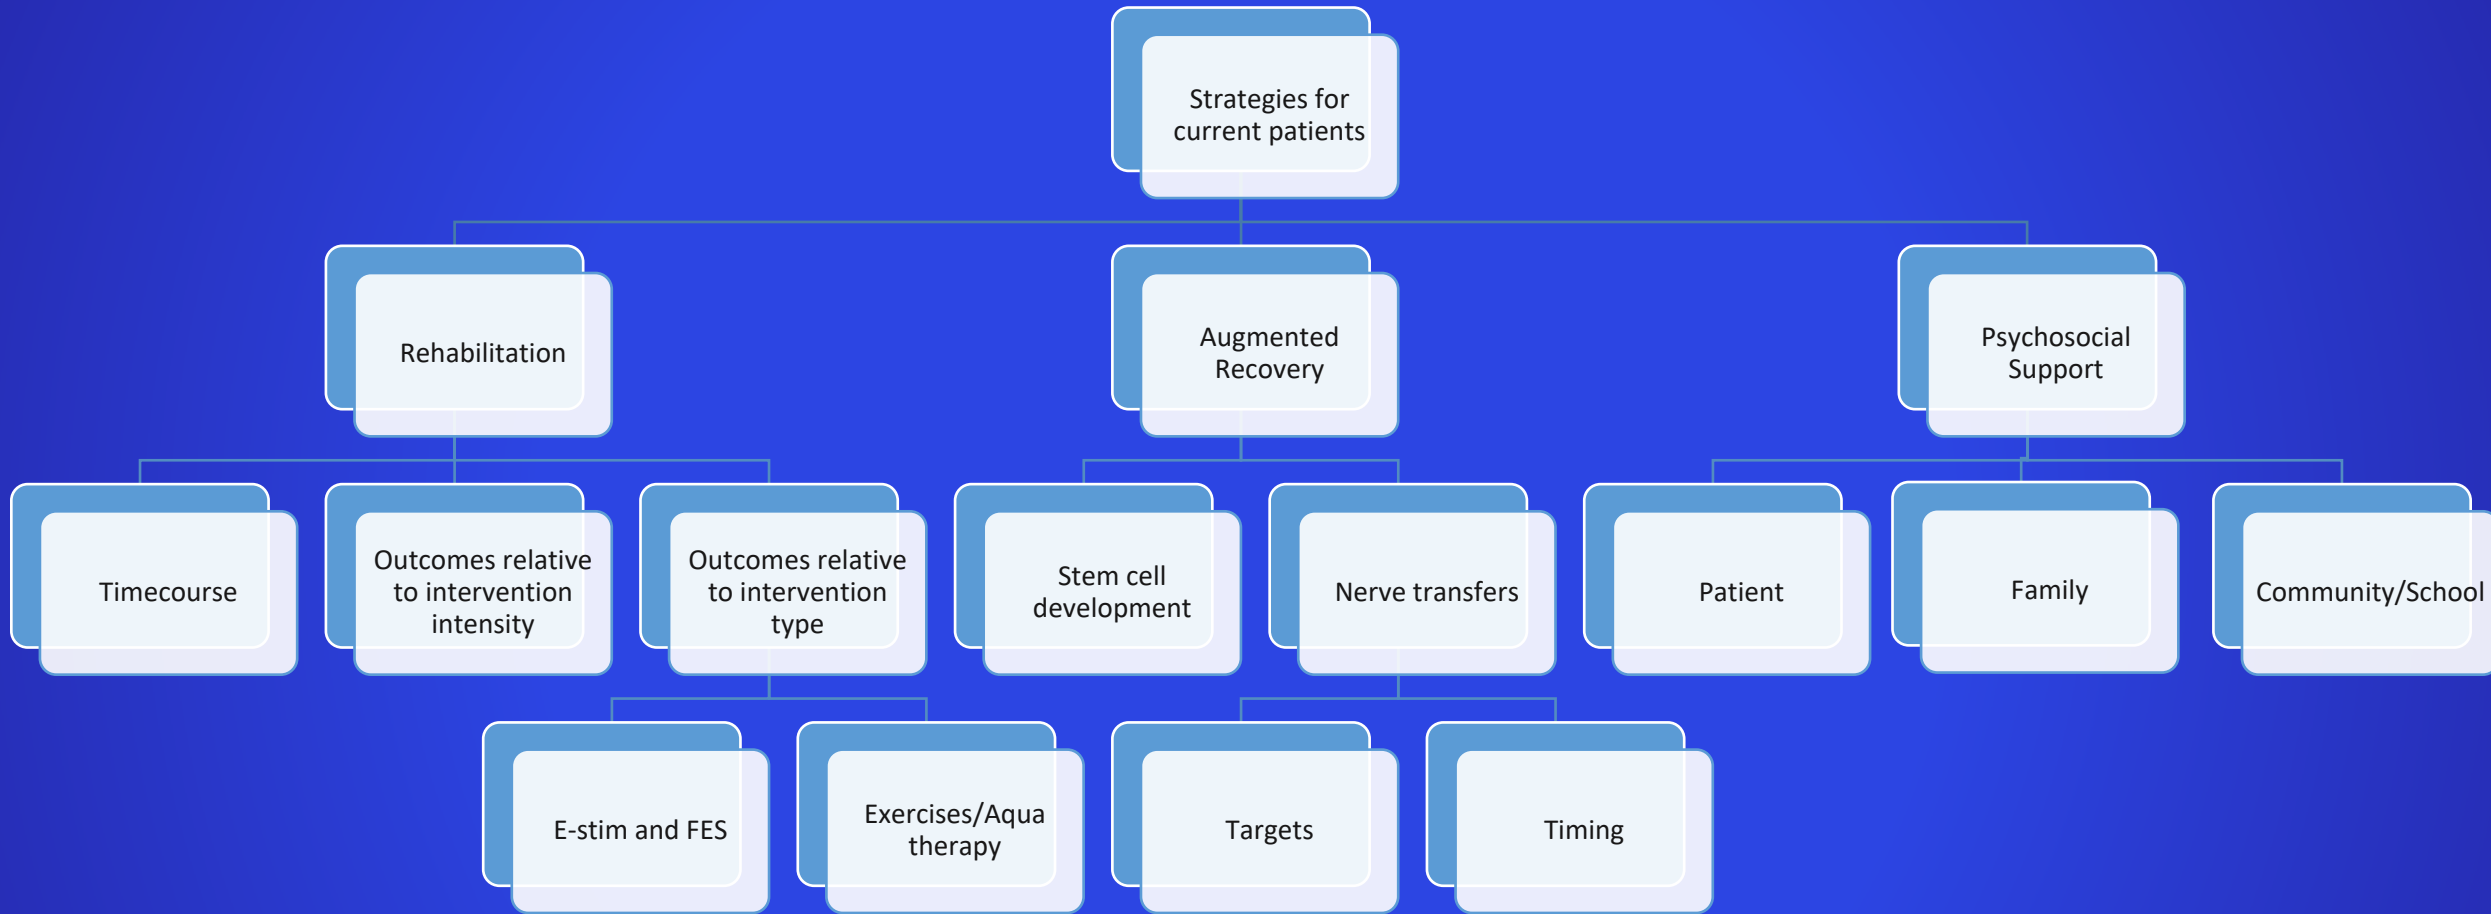 Strategies for
current patients
Rehabilitation
Augmented
Recovery
Psychosocial
Support
Timecourse
Outcomes relative
to intervention
intensity
Outcomes relative
to intervention
type
Stem cell
development
Nerve transfers
Patient
Family
Community/School
E-stim and FES
Exercises/Aqua
therapy
Targets
Timing